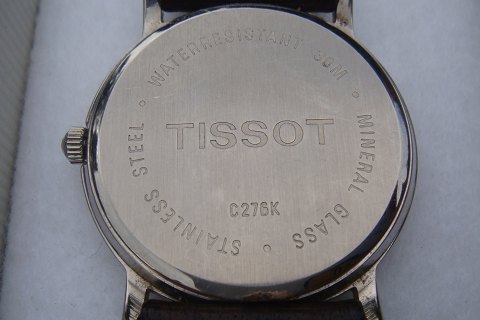 STAINLESS STEEL • WATERRESISTANT 30M • MINERAL GLASS •
TISSOT
C276K